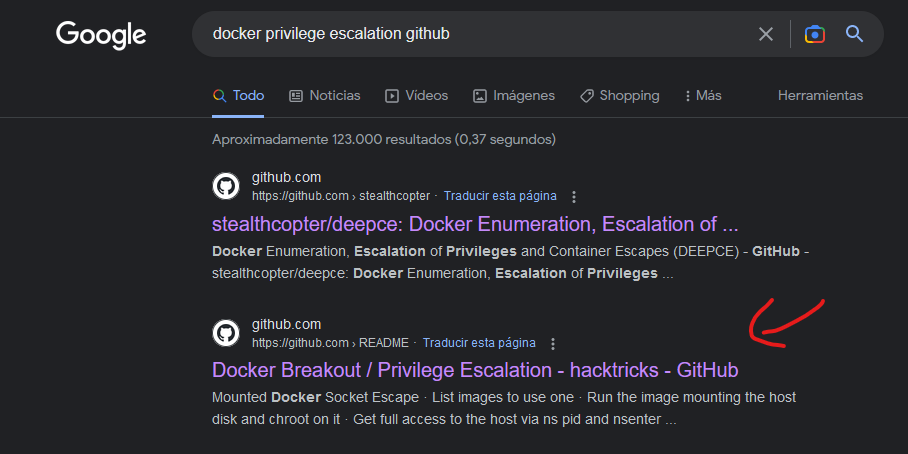 Google
docker privilege escalation github
Todo
Noticias
Vídeos
Imágenes
Shopping
Más
Herramientas
Aproximadamente 123.000 resultados (0,37 segundos)
github.com
https://github.com › stealthcopter · Traducir esta página
stealthcopter/deepce: Docker Enumeration, Escalation of ...
Docker Enumeration, Escalation of Privileges and Container Escapes (DEEPCE) - GitHub -
stealthcopter/deepce: Docker Enumeration, Escalation of Privileges ...
github.com
https://github.com › README · Traducir esta página
Docker Breakout / Privilege Escalation - hacktricks - GitHub
Mounted Docker Socket Escape · List images to use one · Run the image mounting the host
disk and chroot on it · Get full access to the host via ns pid and nsenter ...